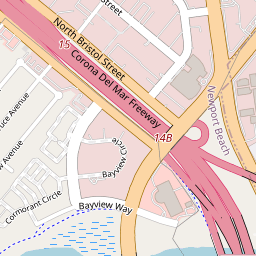 Street
North Bristol Street
15
Corona Del Mar Freeway
14B
Newport Beach
Avenue
Avenue
Bayview Circle
Circle
Cormorant Circle
Bayview Way